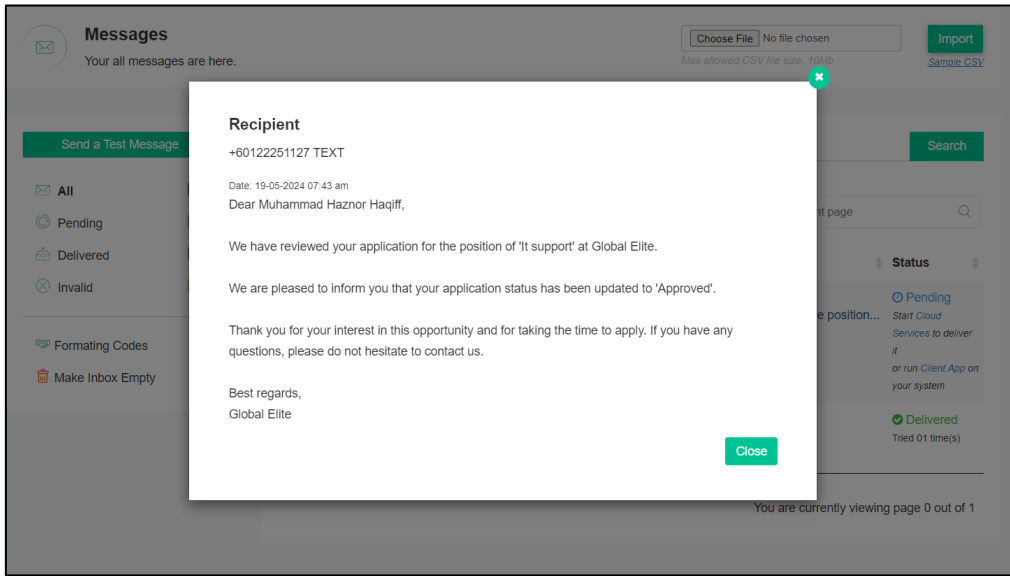 Messages
Your all messages are here.
Choose File No file chosen
Import
Max allowed CSV file size: 10Mb
Sample CSV
Send a Test Message
Search
All
Pending
Delivered
Invalid
Formating Codes
Make Inbox Empty
Recipient
+60122251127 TEXT
Date: 19-05-2024 07:43 am
Dear Muhammad Haznor Haqiff,
We have reviewed your application for the position of 'It support' at Global Elite.
We are pleased to inform you that your application status has been updated to 'Approved'.
Thank you for your interest in this opportunity and for taking the time to apply. If you have any
questions, please do not hesitate to contact us.
Best regards,
Global Elite
Close
page
Status
position...
Pending
Start Cloud
Services to deliver
it
or run Client App on
your system
Delivered
Tried 01 time(s)
You are currently viewing page 0 out of 1